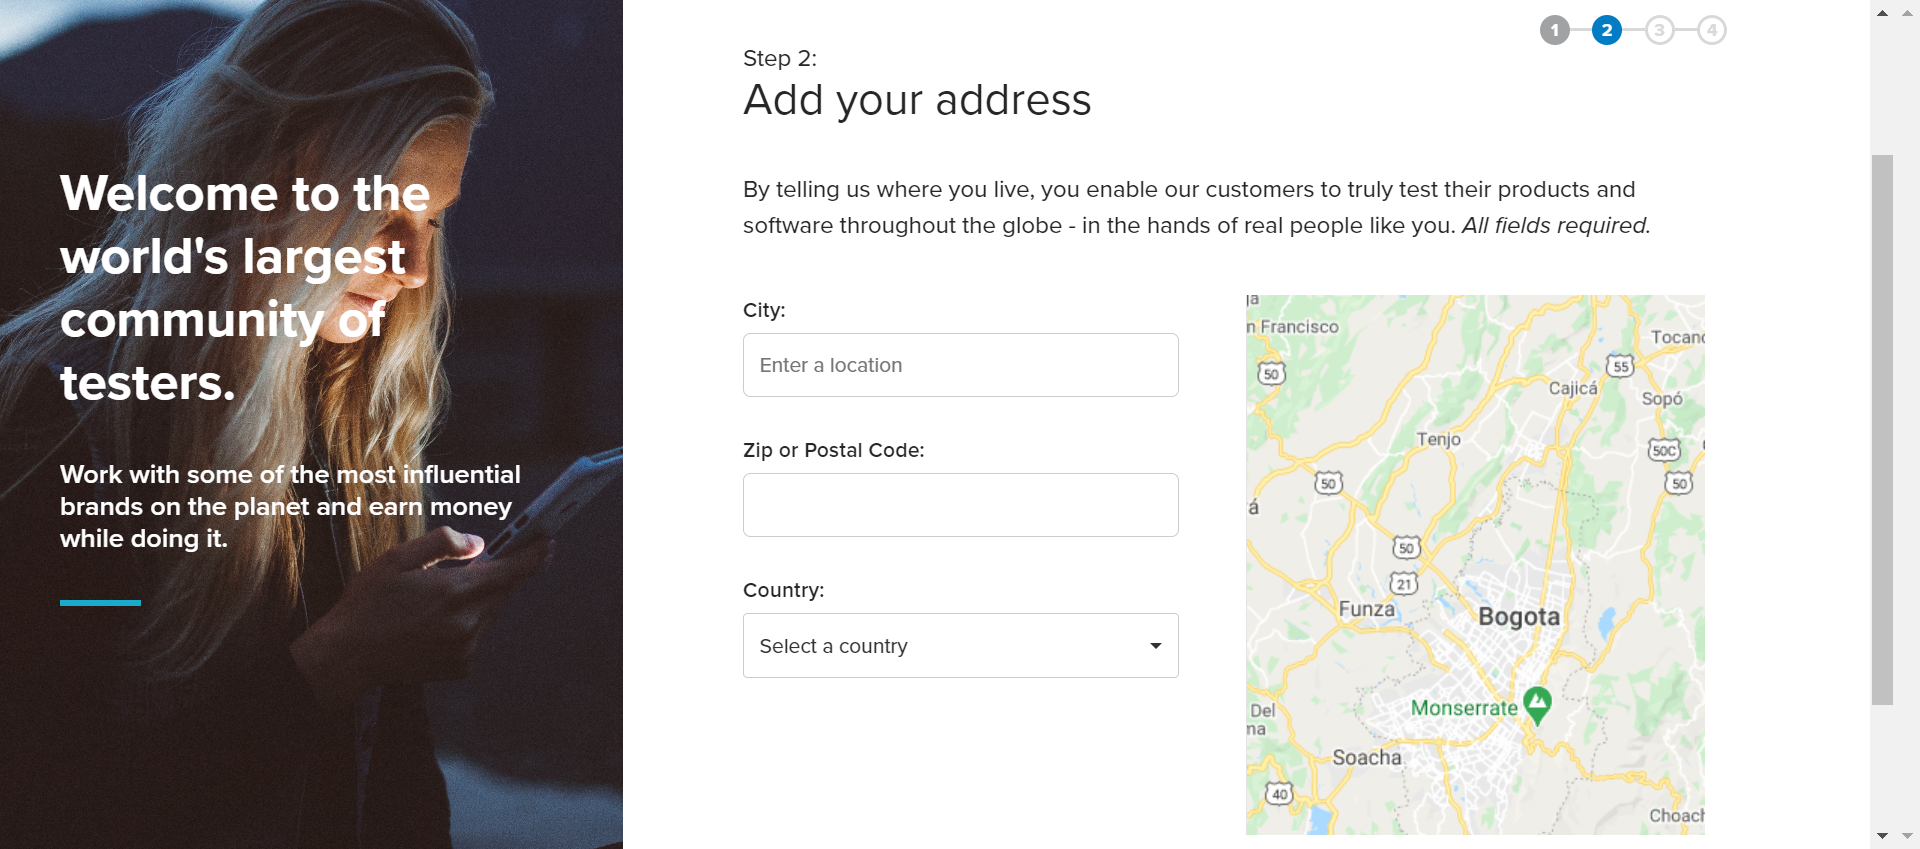 Welcome to the
world's largest
community of
testers.
Work with some of the most influential
brands on the planet and earn money
while doing it.
1 2 3 4
Step 2:
Add your address
By telling us where you live, you enable our customers to truly test their products and
software throughout the globe - in the hands of real people like you. All fields required.
City:
Enter a location
Zip or Postal Code:
Country:
Select a country
ja
n Francisco
Tocano
50
55
Cajicá
Sopó
Tenjo
50C
50
50
á
50
21
Funza
Bogota
Monserrate
Del
na
Soacha
40
Choach